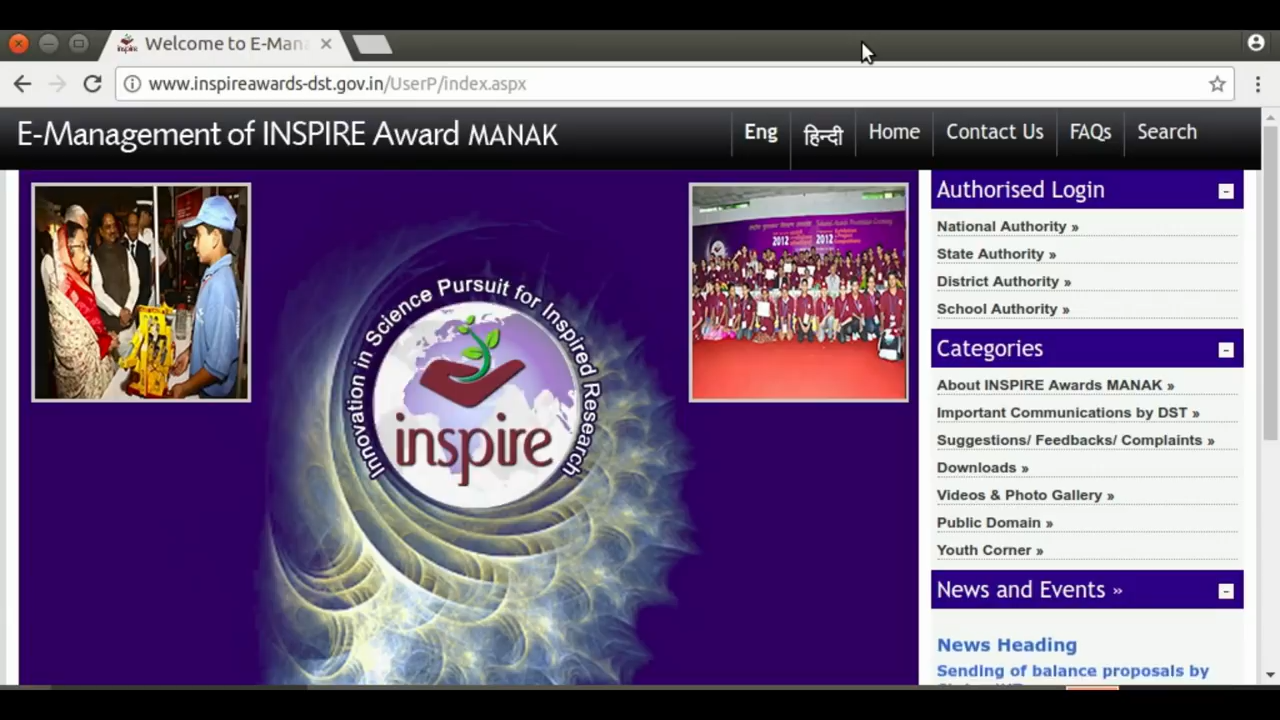 Welcome to E-Man
www.inspireawards-dst.gov.in/UserP/index.aspx
E-Management of INSPIRE Award MANAK
Eng
हिन्दी
Home
Contact Us
FAQs
Search
Innovation in Science Pursuit for Inspired Research
inspire
2012 2012
Authorised Login
National Authority »
State Authority »
District Authority »
School Authority »
Categories
About INSPIRE Awards MANAK »
Important Communications by DST »
Suggestions/ Feedbacks/ Complaints »
Downloads »
Videos & Photo Gallery »
Public Domain »
Youth Corner »
News and Events »
News Heading
Sending of balance proposals by